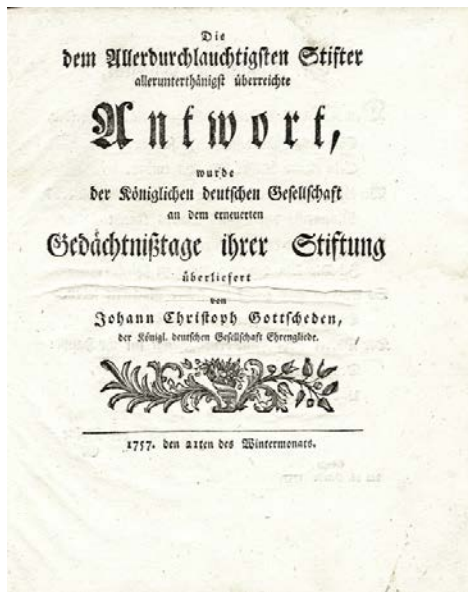 Die
dem Allerdurchlauchtigsten Stifter
allerunterthänigst überreichte
Antwort,
wurde
der Königlichen deutschen Gesellschaft
an dem erneuerten
Gedächtnißtage ihrer Stiftung
überliefert
von
Johann Christoph Gottscheden,
der Königl. deutschen Gesellschaft Ehrengliede.
1757. den 21ten des Wintermonats.